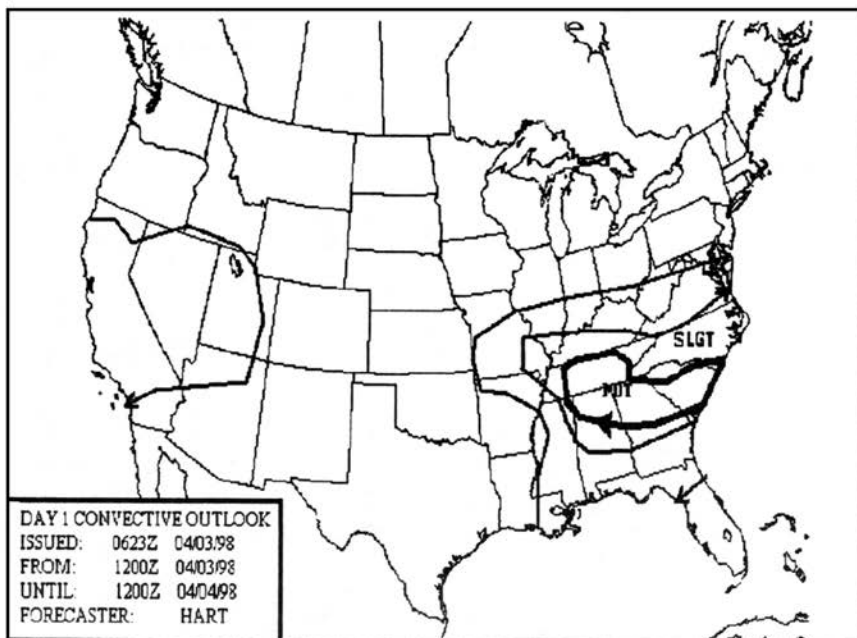 SLGT
MDT
DAY 1 CONVECTIVE OUTLOOK
ISSUED: 0623Z 04/03/98
FROM: 1200Z 04/03/98
UNTIL: 1200Z 04/04/98
FORECASTER: HART